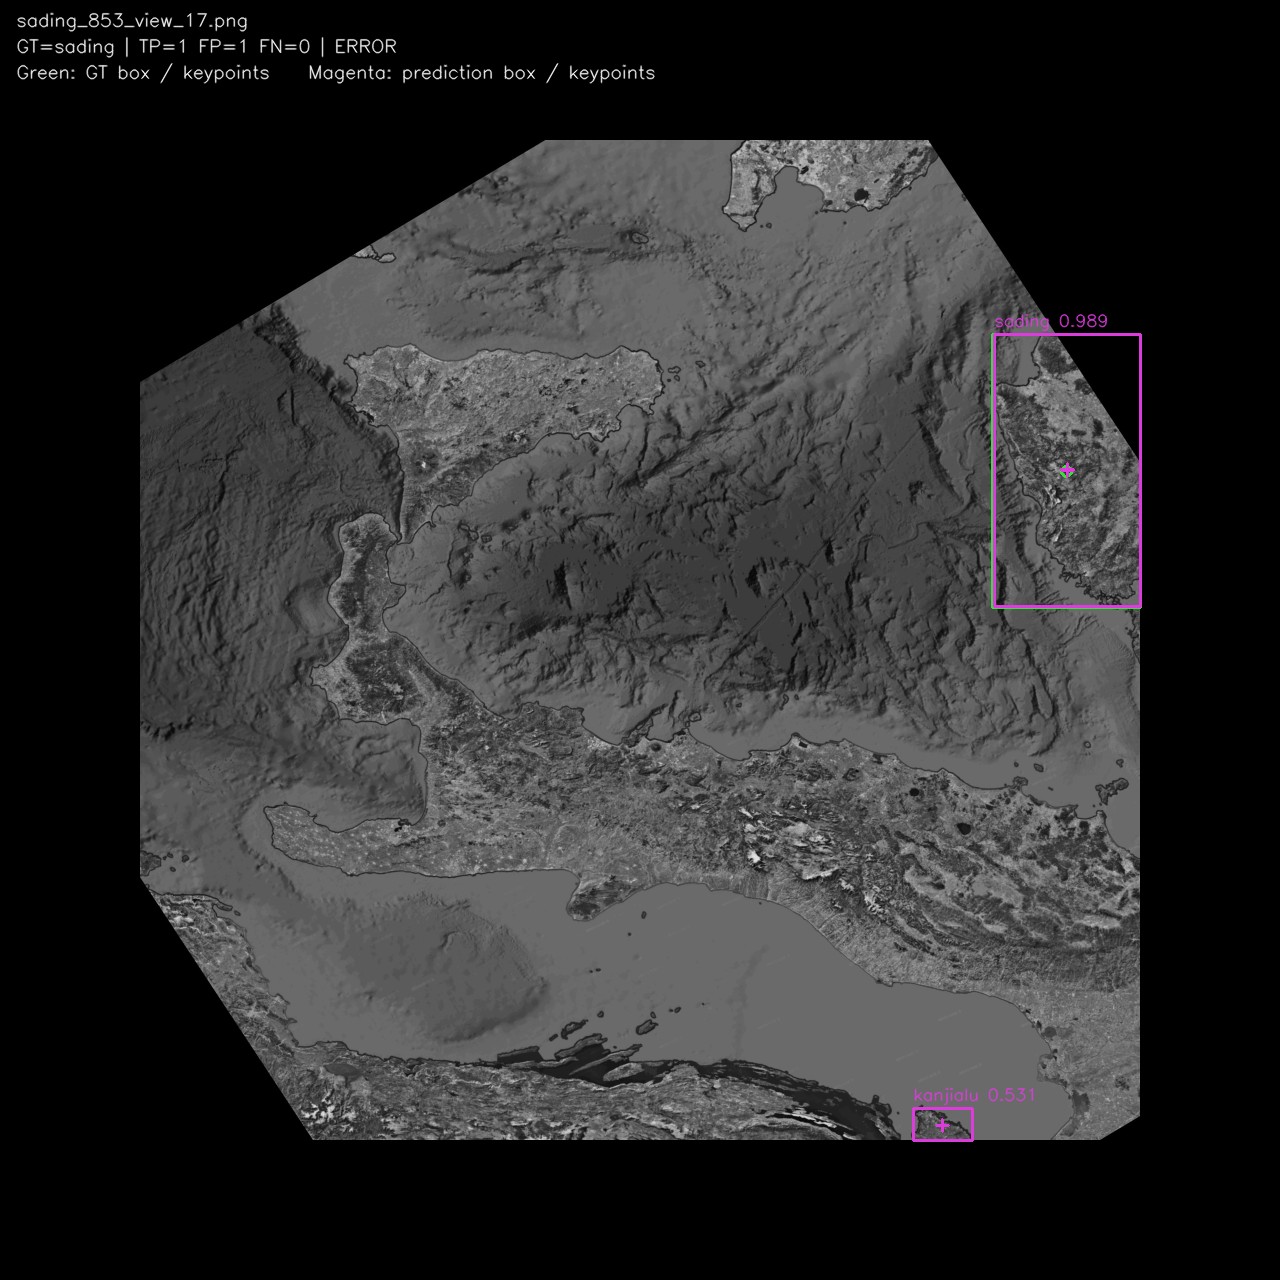 sading_853_view_17.png
GT=sading | TP=1 FP=1 FN=0 | ERROR
Green: GT box / keypoints    Magenta: prediction box / keypoints
sading 0.989
kanjialu 0.531